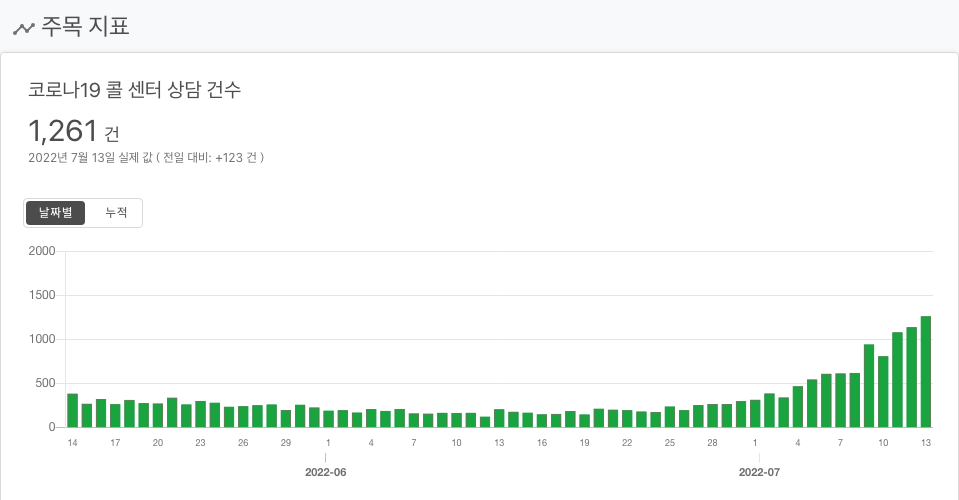 주목 지표
코로나19 콜 센터 상담 건수
1,261 건
2022년 7월 13일 실제 값 ( 전일 대비: +123 건 )
날짜별 누적
2000
1500
1000
500
0
14 17 20 23 26 29 1 4 7 10 13 16 19 22 25 28 1 4 7 10 13
2022-06 2022-07